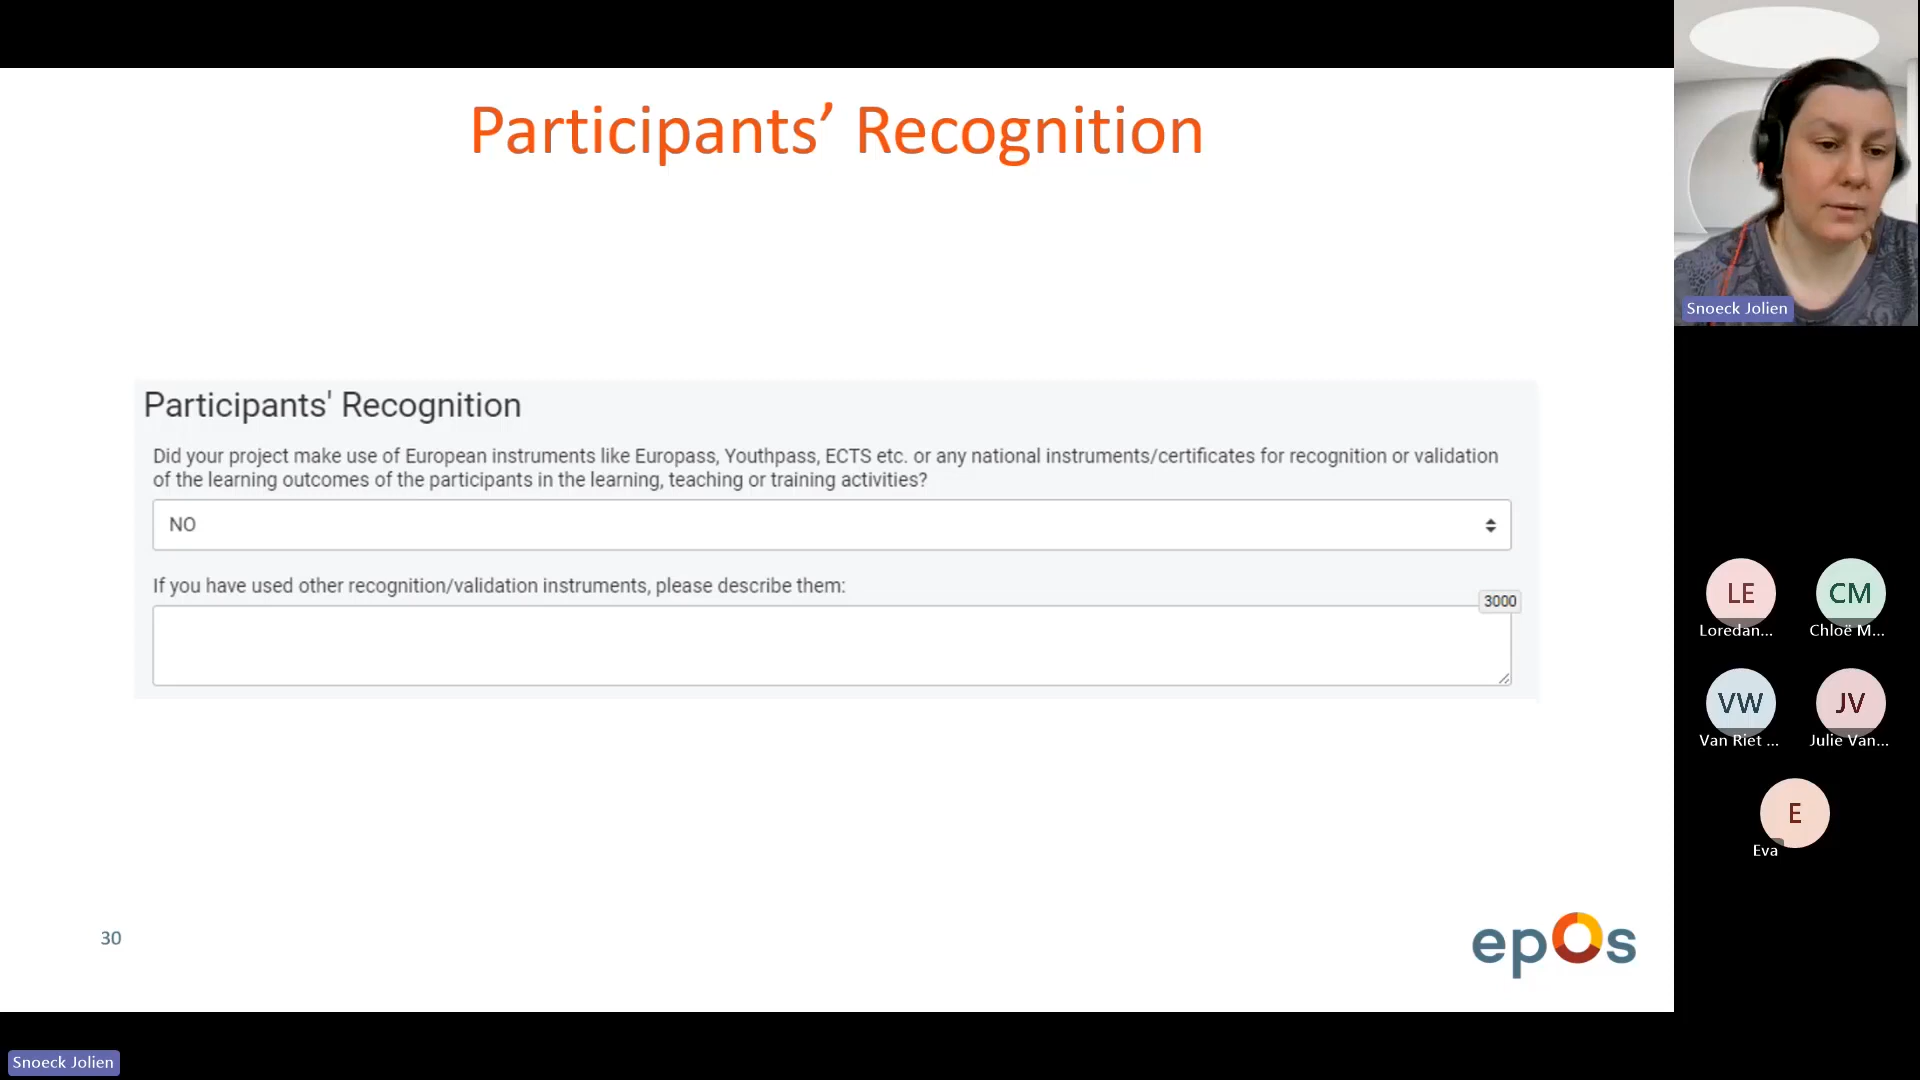 Participants’ Recognition
Participants' Recognition
Did your project make use of European instruments like Europass, Youthpass, ECTS etc. or any national instruments/certificates for recognition or validation
of the learning outcomes of the participants in the learning, teaching or training activities?
NO
If you have used other recognition/validation instruments, please describe them:
3000
30
epos
Snoeck Jolien
LE
Loredan...
CM
Chloë M...
VW
Van Riet ...
JV
Julie Van...
E
Eva
Snoeck Jolien